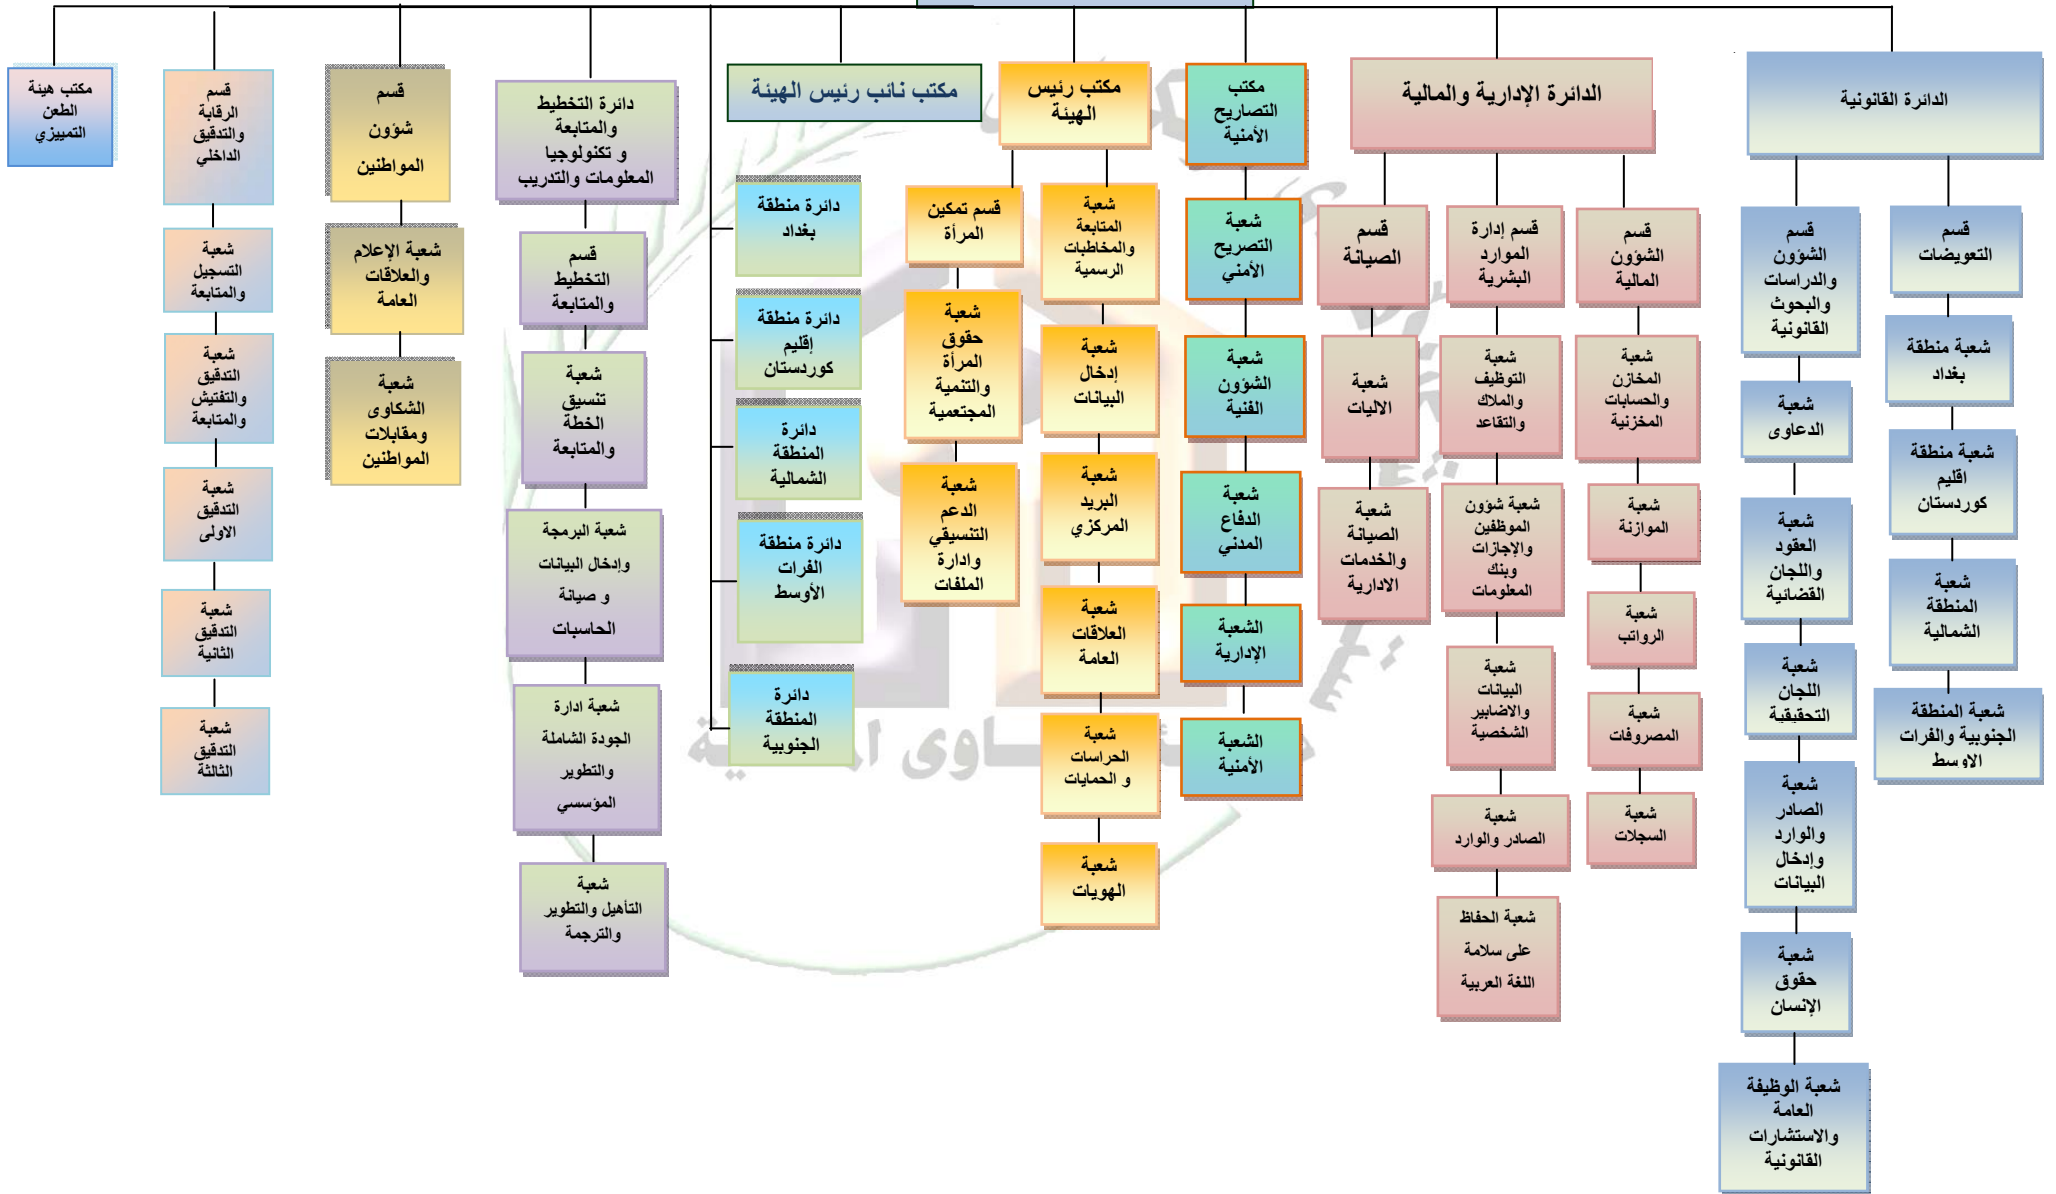 الدائرة القانونية
قسم
التعويضات
شعبة منطقة
بغداد
شعبة منطقة
اقليم
كوردستان
شعبة
المنطقة
الشمالية
شعبة المنطقة
الجنوبية والفرات
الاوسط
قسم
الشؤون
والدراسات
والبحوث
القانونية
شعبة
الدعاوى
شعبة
العقود
واللجان
القضائية
شعبة
اللجان
التحقيقية
شعبة
الصادر
والوارد
وإدخال
البيانات
شعبة
حقوق
الإنسان
شعبة الوظيفة
العامة
والاستشارات
القانونية
الدائرة الإدارية والمالية
قسم
الشؤون
المالية
شعبة
المخازن
والحسابات
المخزنية
شعبة
الموازنة
شعبة
الرواتب
شعبة
المصروفات
شعبة
السجلات
قسم إدارة
الموارد
البشرية
شعبة
التوظيف
والملاك
والتقاعد
شعبة شؤون
الموظفين
والإجازات
وبنك
المعلومات
شعبة
البيانات
والاضابير
الشخصية
شعبة
الصادر والوارد
شعبة الحفاظ
على سلامة
اللغة العربية
قسم
الصيانة
شعبة
الاليات
شعبة
الصيانة
والخدمات
الادارية
مكتب
التصاريح
الأمنية
شعبة
التصريح
الأمني
شعبة
الشؤون
الفنية
شعبة
الدفاع
المدني
الشعبة
الإدارية
الشعبة
الأمنية
مكتب رئيس
الهيئة
شعبة
المتابعة
والمخاطبات
الرسمية
شعبة
إدخال
البيانات
شعبة
البريد
المركزي
شعبة
العلاقات
العامة
شعبة
الحراسات
و الحمايات
شعبة
الهويات
قسم تمكين
المرأة
شعبة
حقوق
المرأة
والتنمية
المجتمعية
شعبة
الدعم
التنسيقي
وادارة
الملفات
مكتب نائب رئيس الهيئة
دائرة منطقة
بغداد
دائرة منطقة
إقليم
كوردستان
دائرة
المنطقة
الشمالية
دائرة منطقة
الفرات
الأوسط
دائرة
المنطقة
الجنوبية
دائرة التخطيط
والمتابعة
و تكنولوجيا
المعلومات والتدريب
قسم
التخطيط
والمتابعة
شعبة
تنسيق
الخطة
والمتابعة
شعبة البرمجة
وإدخال البيانات
و صيانة
الحاسبات
شعبة ادارة
الجودة الشاملة
والتطوير
المؤسسي
شعبة
التأهيل والتطوير
والترجمة
قسم
شؤون
المواطنين
شعبة الإعلام
والعلاقات
العامة
شعبة
الشكاوى
ومقابلات
المواطنين
قسم
الرقابة
والتدقيق
الداخلي
شعبة
التسجيل
والمتابعة
شعبة
التدقيق
والتفتيش
والمتابعة
شعبة
التدقيق
الاولى
شعبة
التدقيق
الثانية
شعبة
التدقيق
الثالثة
مكتب هيئة
الطعن
التمييزي